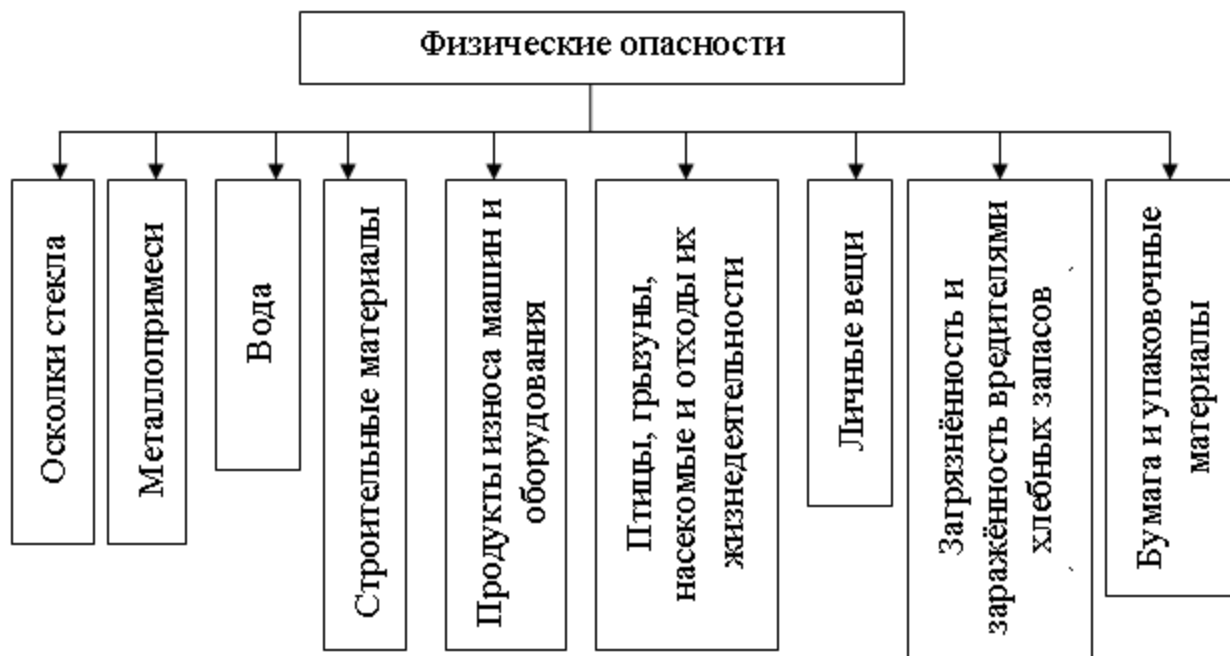 Физические опасности
Осколки стекла
Металлопримеси
Вода
Строительные материалы
Продукты износа машин и
оборудования
Птицы, грызуны,
насекомые и отходы их
жизнедеятельности
Личные вещи
Загрязнённость и
заражённость вредителями
хлебных запасов
Бумага и упаковочные
материалы